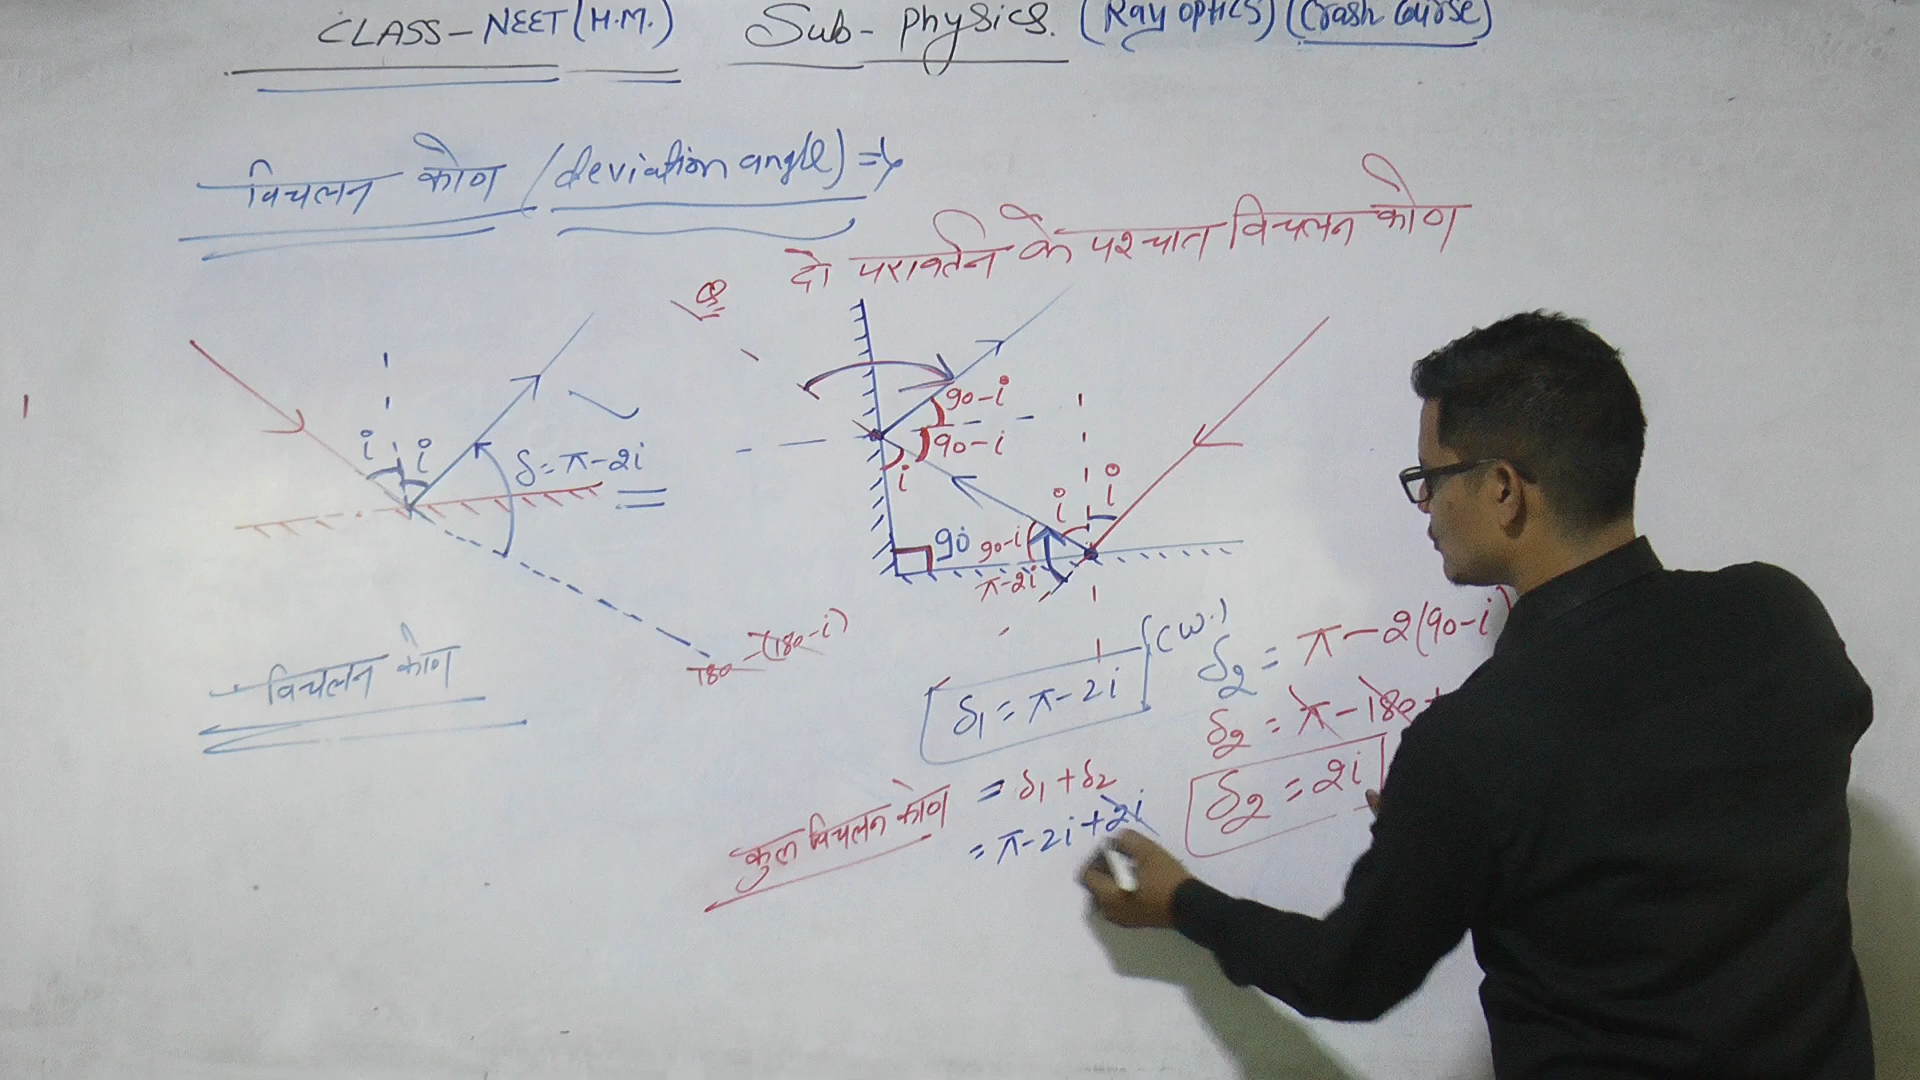 CLASS-NEET(H.M.) Sub- Physics. (Ray optics) (Crash Course)
विचलन कोण /deviation angle) =>
Q दो परावर्तन के पश्चात विचलन कोण
i i δ=π-2i
180-(180-i)
विचलन कोण
90-i
90-i
i
i i
90 90-i
π-2i
δ1=π-2i (W.)
δ2=π-2(90-i)
δ2=π-180+
δ2=2i
कुल विचलन कोण = δ1+δ2
=π-2i+2i